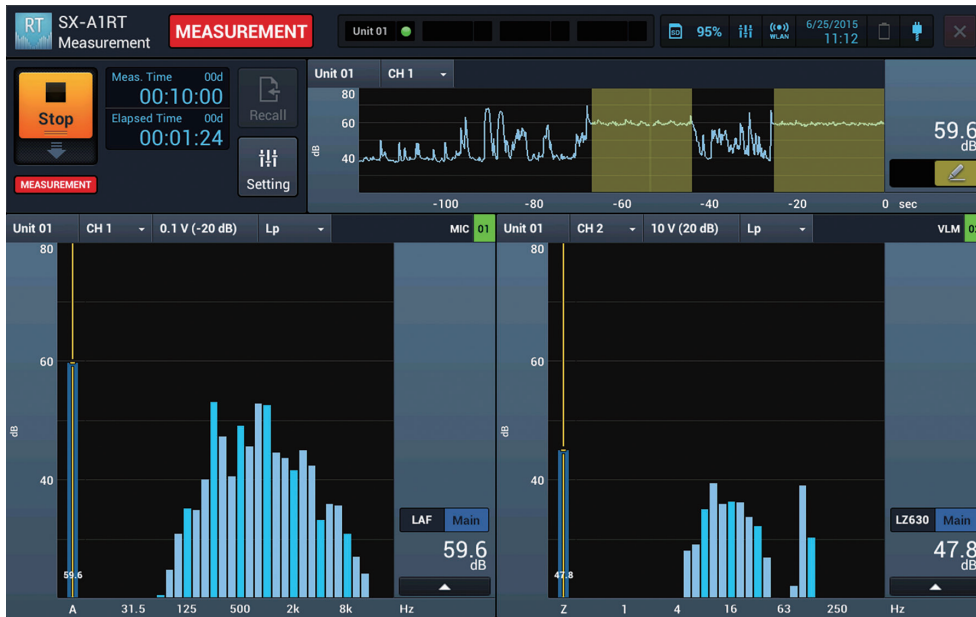 RT SX-A1RT Measurement
MEASUREMENT
Unit 01
SD 95% WLAN 6/25/2015 11:12
Stop
Meas. Time 00d
00:10:00
Elapsed Time 00d
00:01:24
Recall
Setting
MEASUREMENT
Unit 01 CH 1
80
60
40
dB
-100 -80 -60 -40 -20 0 sec
59.6
dB
Unit 01 CH 1 0.1 V (-20 dB) Lp MIC 01
80
60
40
dB
59.6
A 31.5 125 500 2k 8k Hz
LAF Main
59.6
dB
Unit 01 CH 2 10 V (20 dB) Lp VLM
80
60
40
dB
47.8
Z 1 4 16 63 250 Hz
LZ630 Main
47.8
dB